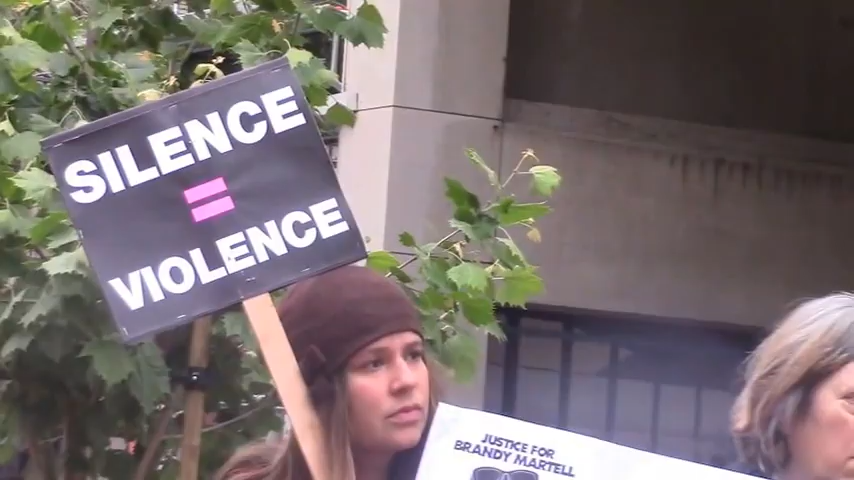 SILENCE
=
VIOLENCE
JUSTICE FOR
BRANDY MARTELL